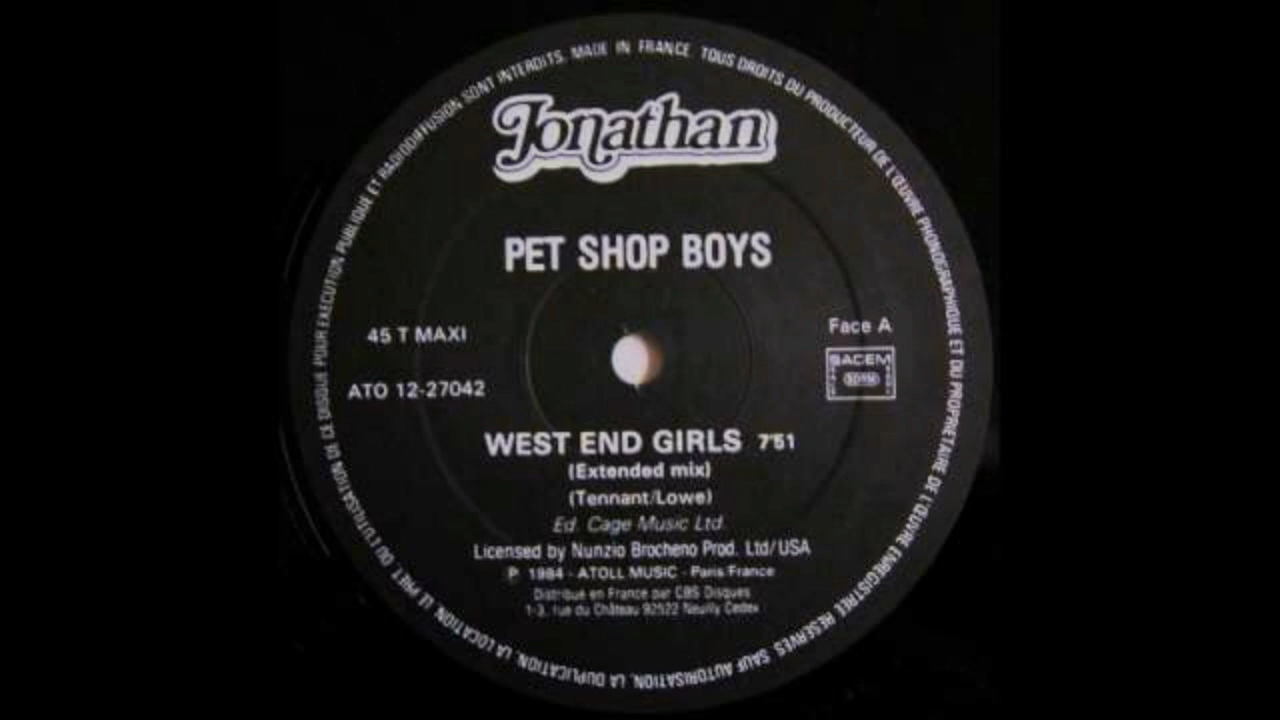 MADE IN FRANCE. TOUS DROITS DU PRODUCTEUR DE L'ŒUVRE PHONOGRAPHIQUE ET DU PROPRIETAIRE DE L'ŒUVRE ENREGISTREE RESERVES. SAUF AUTORISATION, LA DUPLICATION, LA LOCATION, LE PRET, OU L'UTILISATION DE CE DISQUE POUR EXECUTION PUBLIQUE ET RADIODIFFUSION SONT INTERDITS.
Jonathan
PET SHOP BOYS
45 T MAXI
Face A
SACEM
ATO 12-27042
WEST END GIRLS 7'51
(Extended mix)
(Tennant/Lowe)
Ed. Cage Music Ltd.
Licensed by Nunzio Brocheno Prod. Ltd/USA
P 1984 - ATOLL MUSIC - Paris France
Distribué en France par CBS Disques
1-3, rue du Château 92522 Neuilly Cedex